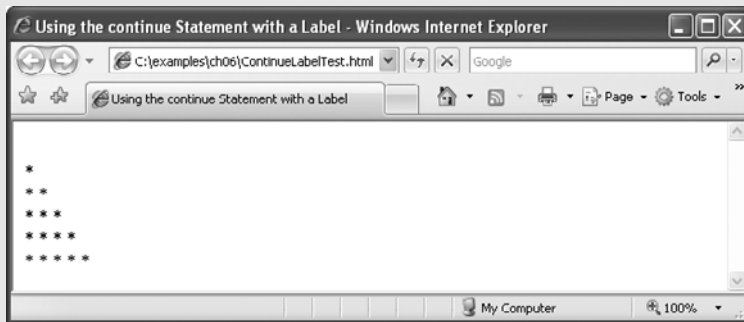 Using the continue Statement with a Label - Windows Internet Explorer
C:\examples\ch06\ContinueLabelTest.html
Google
Using the continue Statement with a Label
Page
Tools
»
*
* *
* * *
* * * *
* * * * *
My Computer
100%